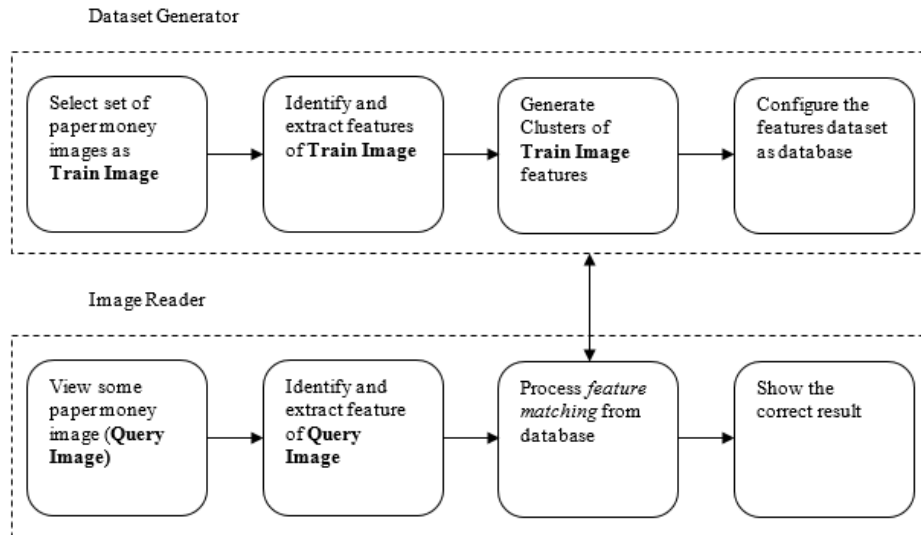 Dataset Generator
Select set of
paper money
images as
Train Image
Identify and
extract features
of Train Image
Generate
Clusters of
Train Image
features
Configure the
features dataset
as database
Image Reader
View some
paper money
image (Query
Image)
Identify and
extract feature
of Query
Image
Process feature
matching from
database
Show the
correct result